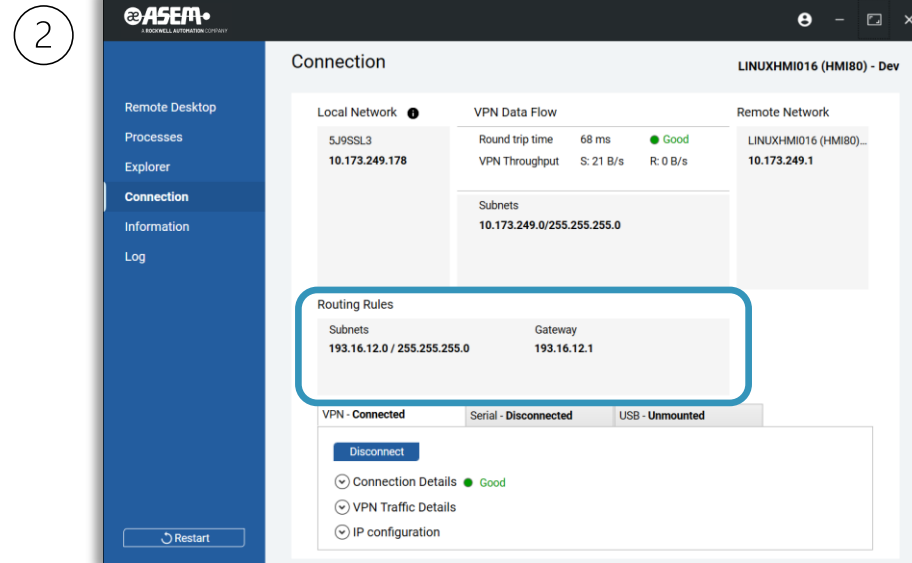 2
ASEM
A ROCKWELL AUTOMATION COMPANY
Connection
LINUXHMI016 (HMI80) - Dev
Remote Desktop
Processes
Explorer
Connection
Information
Log
Restart
Local Network
5J9SSL3
10.173.249.178
VPN Data Flow
Round trip time 68 ms Good
VPN Throughput S: 21 B/s R: 0 B/s
Subnets
10.173.249.0/255.255.255.0
Remote Network
LINUXHMI016 (HMI80)...
10.173.249.1
Routing Rules
Subnets Gateway
193.16.12.0 / 255.255.255.0 193.16.12.1
VPN - Connected Serial - Disconnected USB - Unmounted
Disconnect
Connection Details Good
VPN Traffic Details
IP configuration